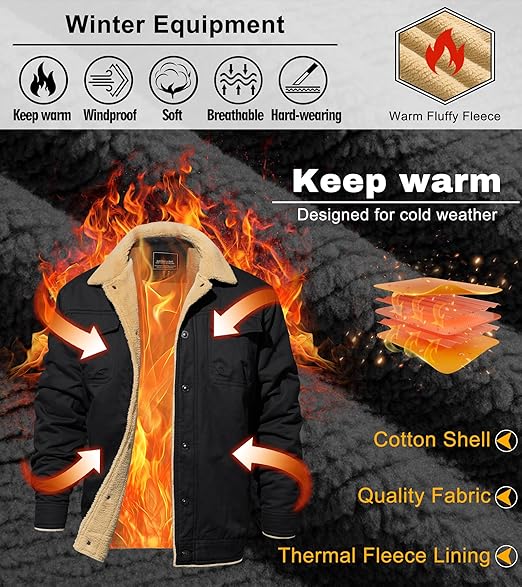 Winter Equipment
Keep warm
Windproof
Soft
Breathable
Hard-wearing
Warm Fluffy Fleece
Keep warm
Designed for cold weather
Cotton Shell
Quality Fabric
Thermal Fleece Lining